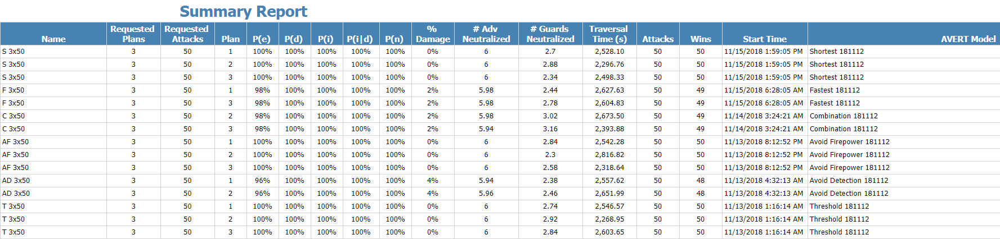 Summary Report
Name Requested Plans Requested Attacks Plan P(e) P(d) P(i) P(i|d) P(n) % Damage # Adv Neutralized # Guards Neutralized Traversal Time (s) Attacks Wins Start Time AVERT Model
S 3x50 3 50 1 100% 100% 100% 100% 100% 0% 6 2.7 2,528.10 50 50 11/15/2018 1:59:05 PM Shortest 181112
S 3x50 3 50 2 100% 100% 100% 100% 100% 0% 6 2.88 2,296.76 50 50 11/15/2018 1:59:05 PM Shortest 181112
S 3x50 3 50 3 100% 100% 100% 100% 100% 0% 6 2.34 2,498.33 50 50 11/15/2018 1:59:05 PM Shortest 181112
F 3x50 3 50 1 98% 100% 100% 100% 100% 2% 5.98 2.44 2,627.63 50 49 11/15/2018 6:28:05 AM Fastest 181112
F 3x50 3 50 3 98% 100% 100% 100% 100% 2% 5.98 2.78 2,604.83 50 49 11/15/2018 6:28:05 AM Fastest 181112
C 3x50 3 50 2 98% 100% 100% 100% 100% 2% 5.98 3.02 2,673.50 50 49 11/14/2018 3:24:21 AM Combination 181112
C 3x50 3 50 3 98% 100% 100% 100% 100% 2% 5.94 3.16 2,393.88 50 49 11/14/2018 3:24:21 AM Combination 181112
AF 3x50 3 50 1 100% 100% 100% 100% 100% 0% 6 2.84 2,542.28 50 50 11/13/2018 8:12:52 PM Avoid Firepower 181112
AF 3x50 3 50 2 100% 100% 100% 100% 100% 0% 6 2.3 2,816.82 50 50 11/13/2018 8:12:52 PM Avoid Firepower 181112
AF 3x50 3 50 3 100% 100% 100% 100% 100% 0% 6 2.58 2,318.64 50 50 11/13/2018 8:12:52 PM Avoid Firepower 181112
AD 3x50 3 50 1 96% 100% 100% 100% 100% 4% 5.94 2.38 2,557.62 50 48 11/13/2018 4:32:13 AM Avoid Detection 181112
AD 3x50 3 50 2 96% 100% 100% 100% 100% 4% 5.96 2.46 2,651.99 50 48 11/13/2018 4:32:13 AM Avoid Detection 181112
T 3x50 3 50 1 100% 100% 100% 100% 100% 0% 6 2.74 2,546.57 50 50 11/13/2018 1:16:14 AM Threshold 181112
T 3x50 3 50 2 100% 100% 100% 100% 100% 0% 6 2.92 2,268.95 50 50 11/13/2018 1:16:14 AM Threshold 181112
T 3x50 3 50 3 100% 100% 100% 100% 100% 0% 6 2.84 2,603.65 50 50 11/13/2018 1:16:14 AM Threshold 181112